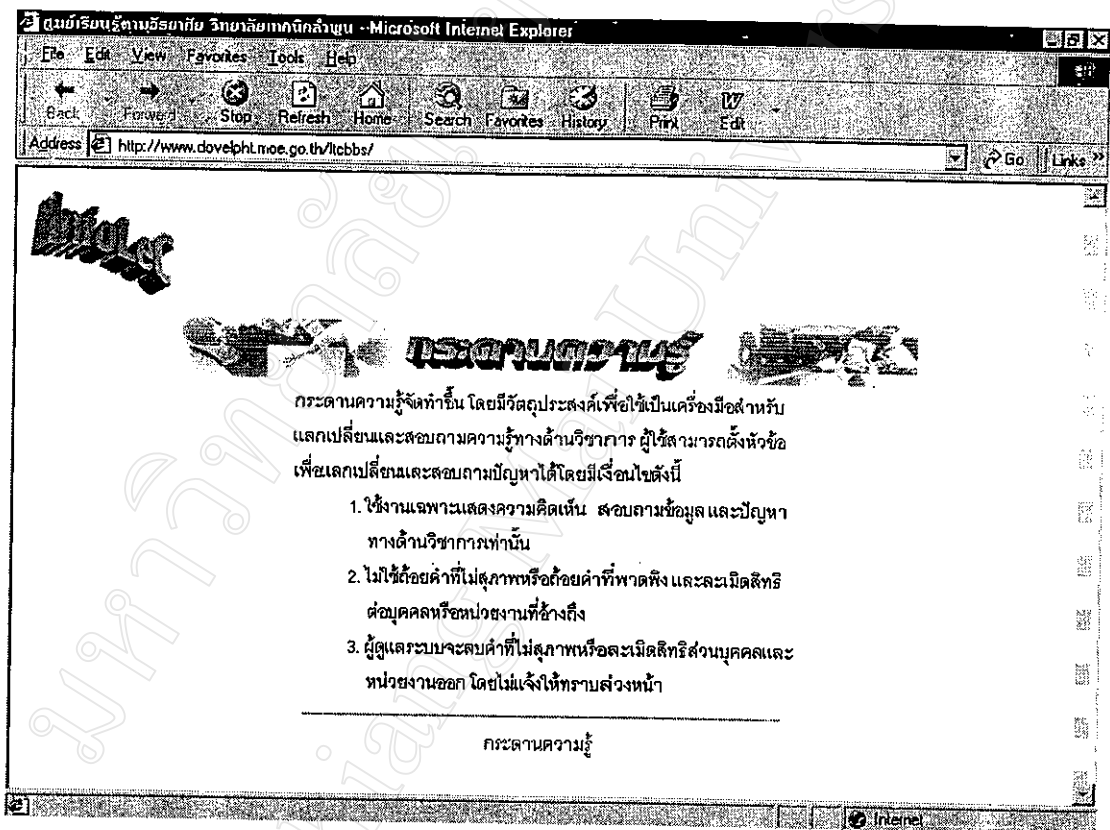 ศูนย์เรียนรู้ตามอัธยาศัย วิทยาลัยเทคนิคลำพูน --Microsoft Internet Explorer
File Edit View Favorites Tools Help
Back Forward Stop Refresh Home Search Favorites History Print Edit
Address http://www.dovelpht.moe.go.th/ltcbbs/ Go Links »
กระดานความรู้
กระดานความรู้จัดทำขึ้น โดยมีวัตถุประสงค์เพื่อใช้เป็นเครื่องมือสำหรับ
แลกเปลี่ยนและสอบถามความรู้ทางด้านวิชาการ ผู้ใช้สามารถตั้งหัวข้อ
เพื่อแลกเปลี่ยนและสอบถามปัญหาได้โดยมีเงื่อนไขดังนี้
1. ใช้งานเฉพาะแสดงความคิดเห็น สอบถามข้อมูล และปัญหา
ทางด้านวิชาการเท่านั้น
2. ไม่ใช้ถ้อยคำที่ไม่สุภาพหรือถ้อยคำที่พาดพิง และละเมิดสิทธิ
ต่อบุคคลหรือหน่วยงานที่อ้างถึง
3. ผู้ดูแลระบบจะลบคำที่ไม่สุภาพหรือละเมิดสิทธิส่วนบุคคลและ
หน่วยงานออก โดยไม่แจ้งให้ทราบล่วงหน้า
กระดานความรู้
Internet